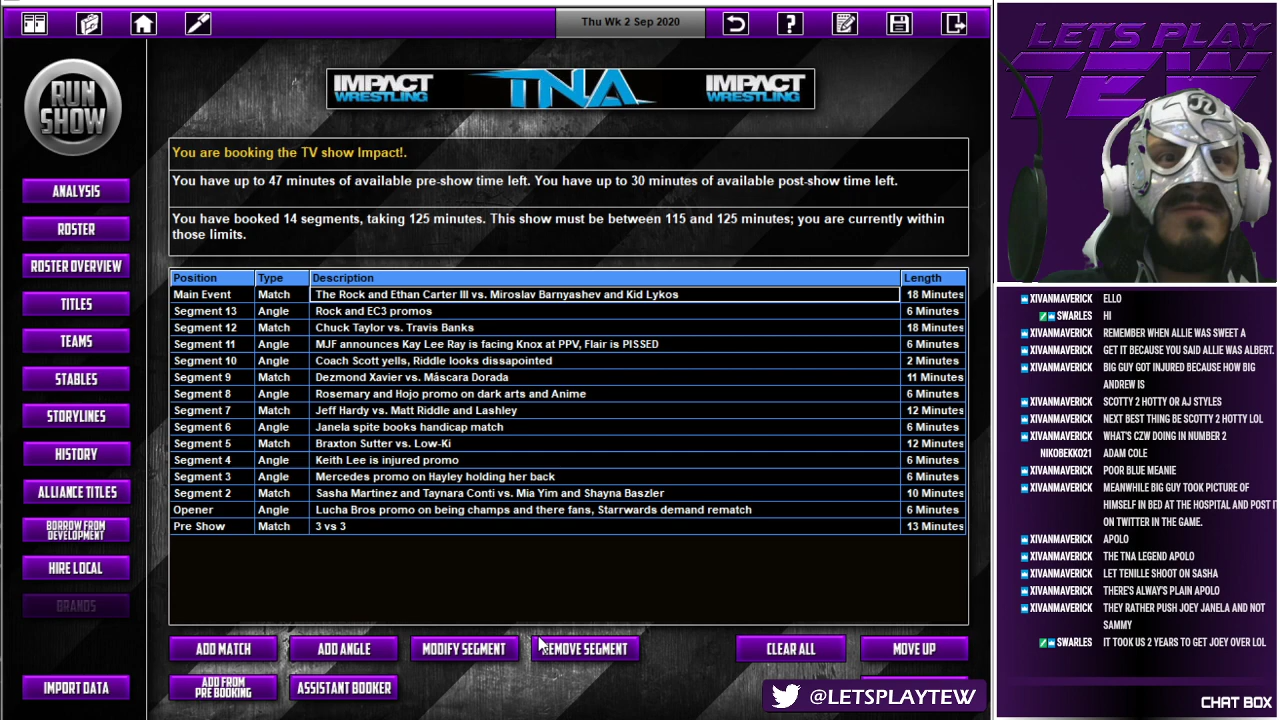 Thu Wk 2 Sep 2020
LETS PLAY
TEW
RUN
SHOW
IMPACT
WRESTLING
TNA
IMPACT
WRESTLING
You are booking the TV show Impact!.
You have up to 47 minutes of available pre-show time left. You have up to 30 minutes of available post-show time left.
You have booked 14 segments, taking 125 minutes. This show must be between 115 and 125 minutes; you are currently within
those limits.
ANALYSIS
ROSTER
ROSTER OVERVIEW
TITLES
TEAMS
STABLES
STORYLINES
HISTORY
ALLIANCE TITLES
BORROW FROM
DEVELOPMENT
HIRE LOCAL
BRANDS
IMPORT DATA
Position Type Description Length
Main Event Match The Rock and Ethan Carter III vs. Miroslav Barnyashev and Kid Lykos 18 Minutes
Segment 13 Angle Rock and EC3 promos 6 Minutes
Segment 12 Match Chuck Taylor vs. Travis Banks 18 Minutes
Segment 11 Angle MJF announces Kay Lee Ray is facing Knox at PPV, Flair is PISSED 6 Minutes
Segment 10 Angle Coach Scott yells, Riddle looks dissapointed 2 Minutes
Segment 9 Match Dezmond Xavier vs. Máscara Dorada 11 Minutes
Segment 8 Angle Rosemary and Hojo promo on dark arts and Anime 6 Minutes
Segment 7 Match Jeff Hardy vs. Matt Riddle and Lashley 12 Minutes
Segment 6 Angle Janela spite books handicap match 6 Minutes
Segment 5 Match Braxton Sutter vs. Low-Ki 12 Minutes
Segment 4 Angle Keith Lee is injured promo 6 Minutes
Segment 3 Angle Mercedes promo on Hayley holding her back 6 Minutes
Segment 2 Match Sasha Martinez and Taynara Conti vs. Mia Yim and Shayna Baszler 10 Minutes
Opener Angle Lucha Bros promo on being champs and there fans, Starrwards demand rematch 6 Minutes
Pre Show Match 3 vs 3 13 Minutes
ADD MATCH ADD ANGLE MODIFY SEGMENT REMOVE SEGMENT CLEAR ALL MOVE UP
ADD FROM
PRE BOOKING
ASSISTANT BOOKER
@LETSPLAYTEW
XIVANMAVERICK ELLO
SWARLES HI
XIVANMAVERICK REMEMBER WHEN ALLIE WAS SWEET A
XIVANMAVERICK GET IT BECAUSE YOU SAID ALLIE WAS ALBERT.
XIVANMAVERICK BIG GUY GOT INJURED BECAUSE HOW BIG
ANDREW IS
XIVANMAVERICK SCOTTY 2 HOTTY OR AJ STYLES
XIVANMAVERICK NEXT BEST THING BE SCOTTY 2 HOTTY LOL
XIVANMAVERICK WHAT'S CZW DOING IN NUMBER 2
NIKOBEKKO21 ADAM COLE
XIVANMAVERICK POOR BLUE MEANIE
XIVANMAVERICK MEANWHILE BIG GUY TOOK PICTURE OF
HIMSELF IN BED AT THE HOSPITAL AND POST IT
ON TWITTER IN THE GAME.
XIVANMAVERICK APOLO
XIVANMAVERICK THE TNA LEGEND APOLO
XIVANMAVERICK LET TENILLE SHOOT ON SASHA
XIVANMAVERICK THERE'S ALWAY'S PLAIN APOLO
XIVANMAVERICK THEY RATHER PUSH JOEY JANELA AND NOT
SAMMY
SWARLES IT TOOK US 2 YEARS TO GET JOEY OVER LOL
CHAT BOX